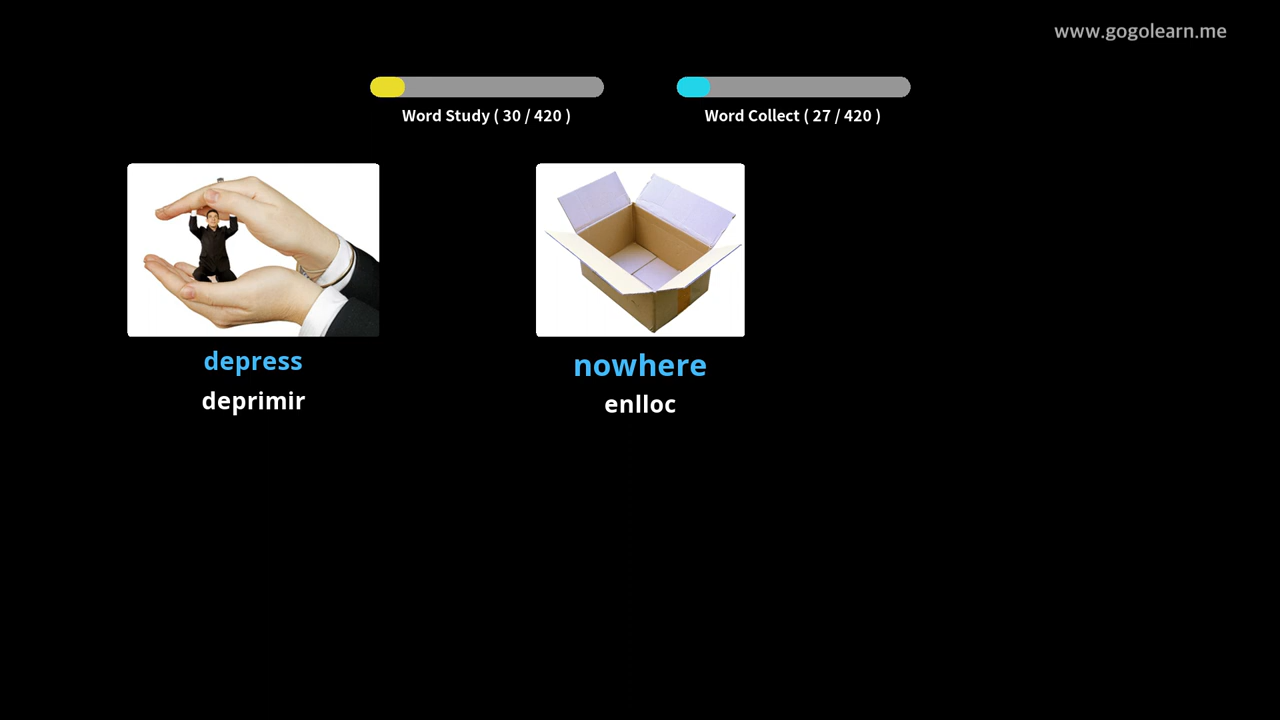 www.gogolearn.me
Word Study ( 30 / 420 )
Word Collect ( 27 / 420 )
depress
deprimir
nowhere
enlloc